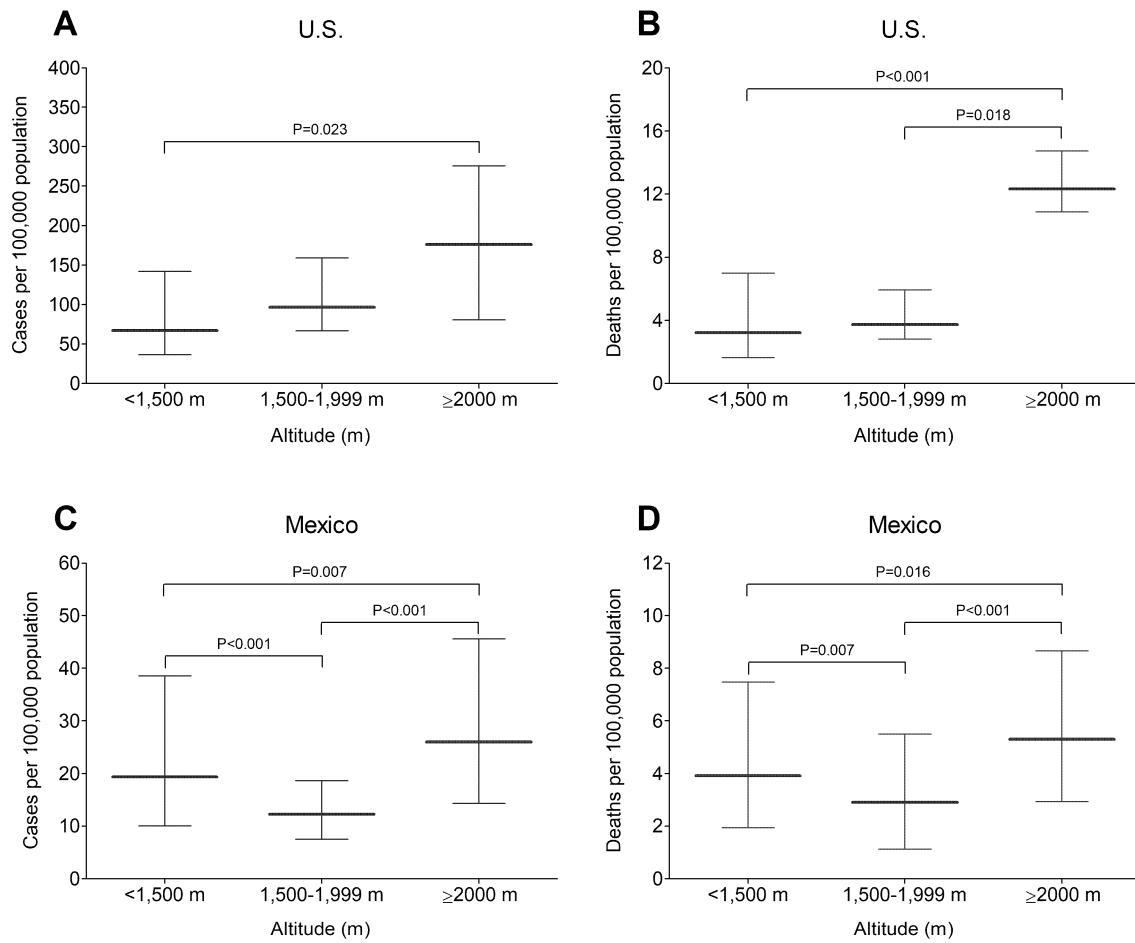 A
U.S.
Cases per 100,000 population
400
350
300
250
200
150
100
50
0
P=0.023
<1,500 m
1,500-1,999 m
≥2000 m
Altitude (m)
B
U.S.
Deaths per 100,000 population
20
16
12
8
4
0
P<0.001
P=0.018
<1,500 m
1,500-1,999 m
≥2000 m
Altitude (m)
C
Mexico
Cases per 100,000 population
60
50
40
30
20
10
0
P=0.007
P<0.001
P<0.001
<1,500 m
1,500-1,999 m
≥2000 m
Altitude (m)
D
Mexico
Deaths per 100,000 population
12
10
8
6
4
2
0
P=0.016
P<0.001
P=0.007
<1,500 m
1,500-1,999 m
≥2000 m
Altitude (m)